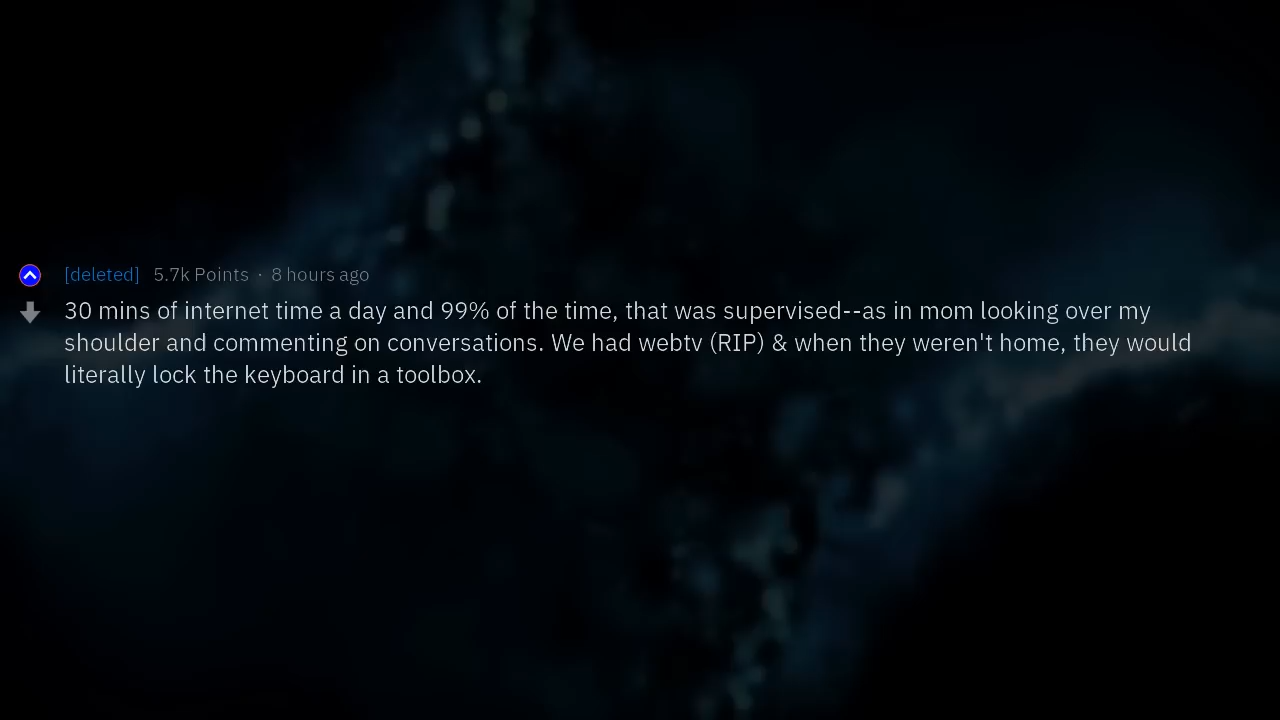 [deleted] 5.7k Points · 8 hours ago
30 mins of internet time a day and 99% of the time, that was supervised--as in mom looking over my
shoulder and commenting on conversations. We had webtv (RIP) & when they weren't home, they would
literally lock the keyboard in a toolbox.